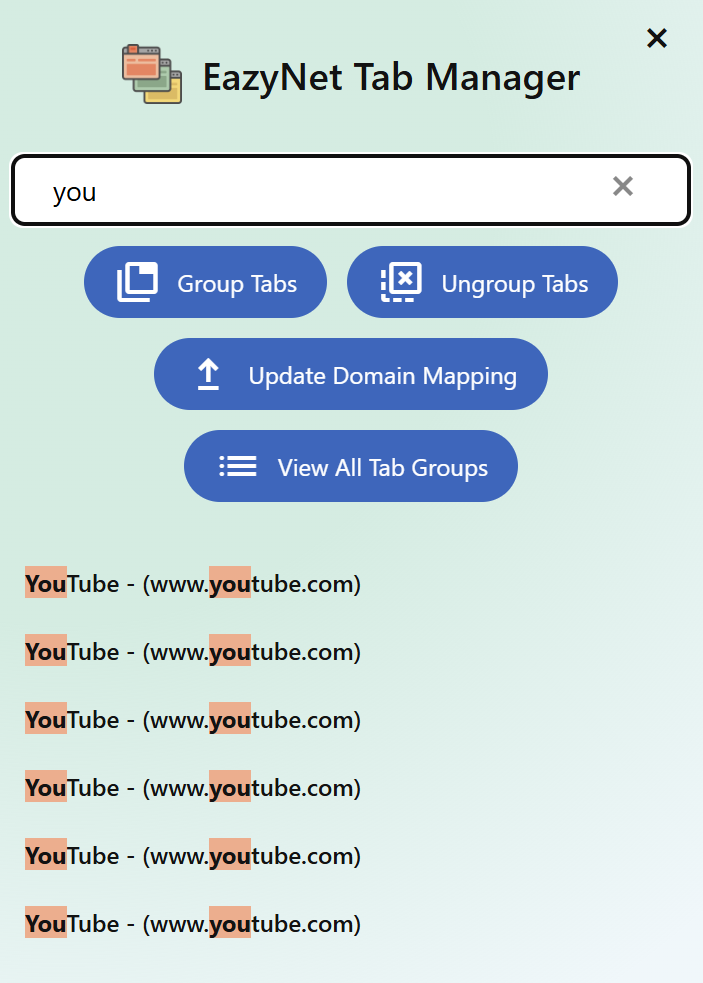 EazyNet Tab Manager
you
Group Tabs
Ungroup Tabs
Update Domain Mapping
View All Tab Groups
YouTube - (www.youtube.com)
YouTube - (www.youtube.com)
YouTube - (www.youtube.com)
YouTube - (www.youtube.com)
YouTube - (www.youtube.com)
YouTube - (www.youtube.com)